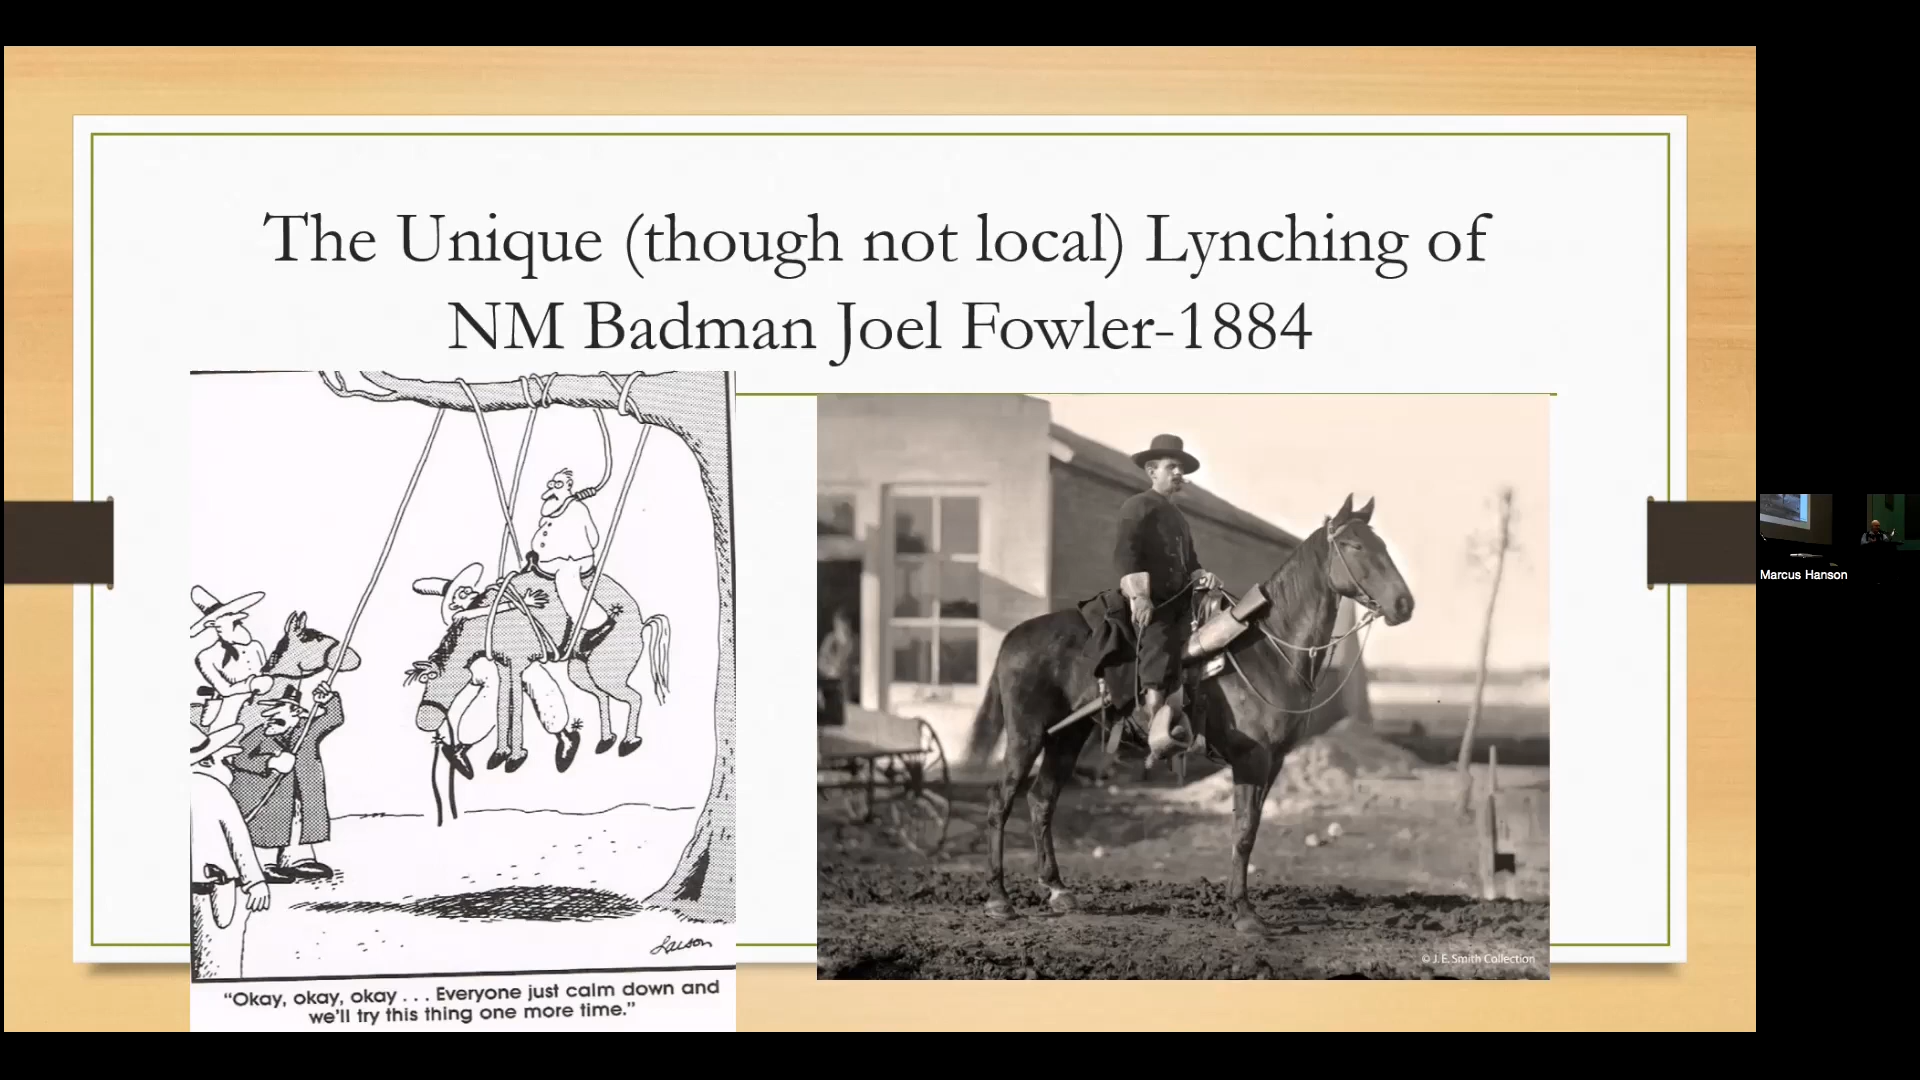 The Unique (though not local) Lynching of
NM Badman Joel Fowler-1884
Larson
"Okay, okay, okay . . . Everyone just calm down and
we'll try this thing one more time."
© J.E. Smith Collection
Marcus Hanson